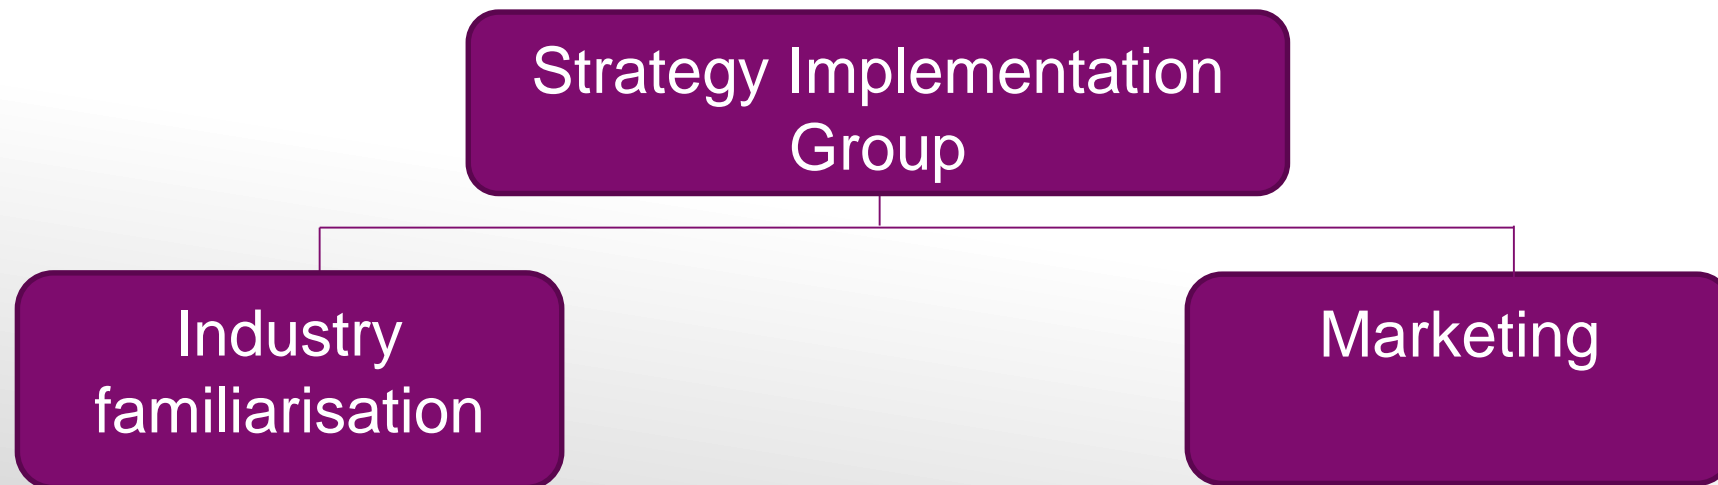 Strategy Implementation
Group
Industry
familiarisation
Marketing